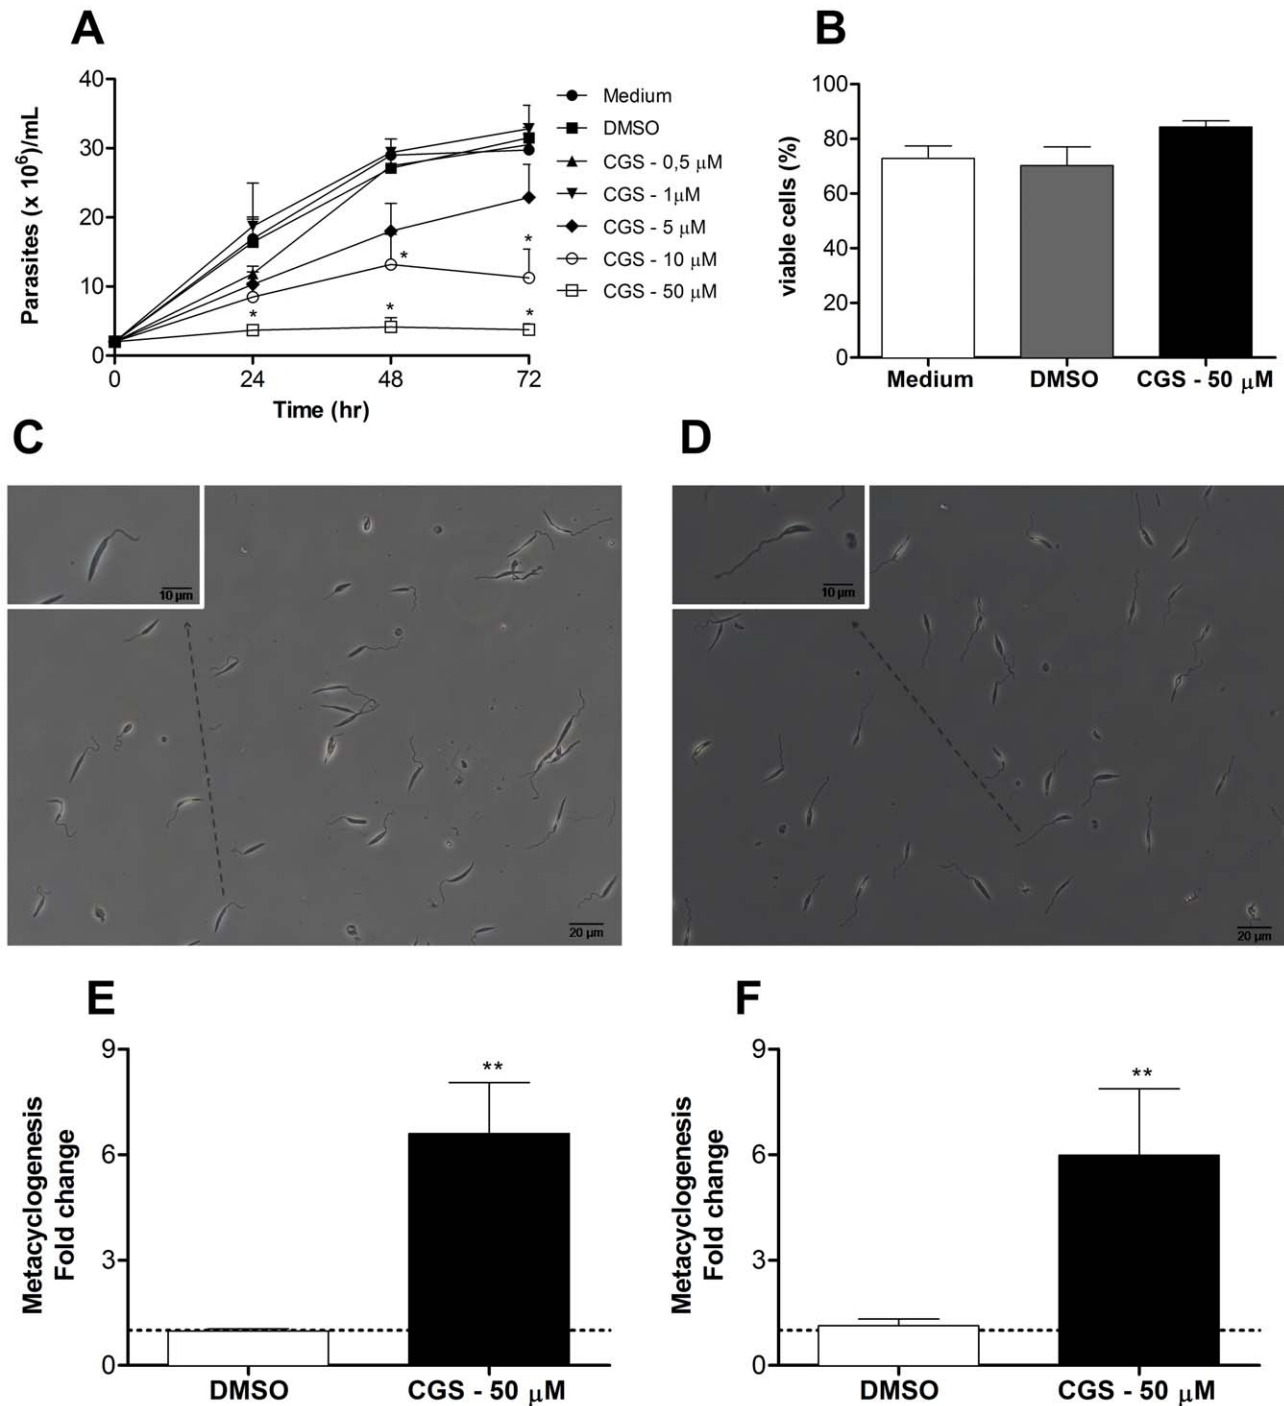 A
Parasites (x 10⁶)/mL
40
30
20
10
0
0
24
48
72
Time (hr)
*
*
*
*
*
Medium
DMSO
CGS - 0,5 μM
CGS - 1μM
CGS - 5 μM
CGS - 10 μM
CGS - 50 μM
B
viable cells (%)
100
80
60
40
20
0
Medium
DMSO
CGS - 50 μM
C
10 μm
20 μm
D
10 μm
20 μm
E
Metacyclogenesis
Fold change
9
6
3
0
**
DMSO
CGS - 50 μM
F
Metacyclogenesis
Fold change
9
6
3
0
**
DMSO
CGS - 50 μM